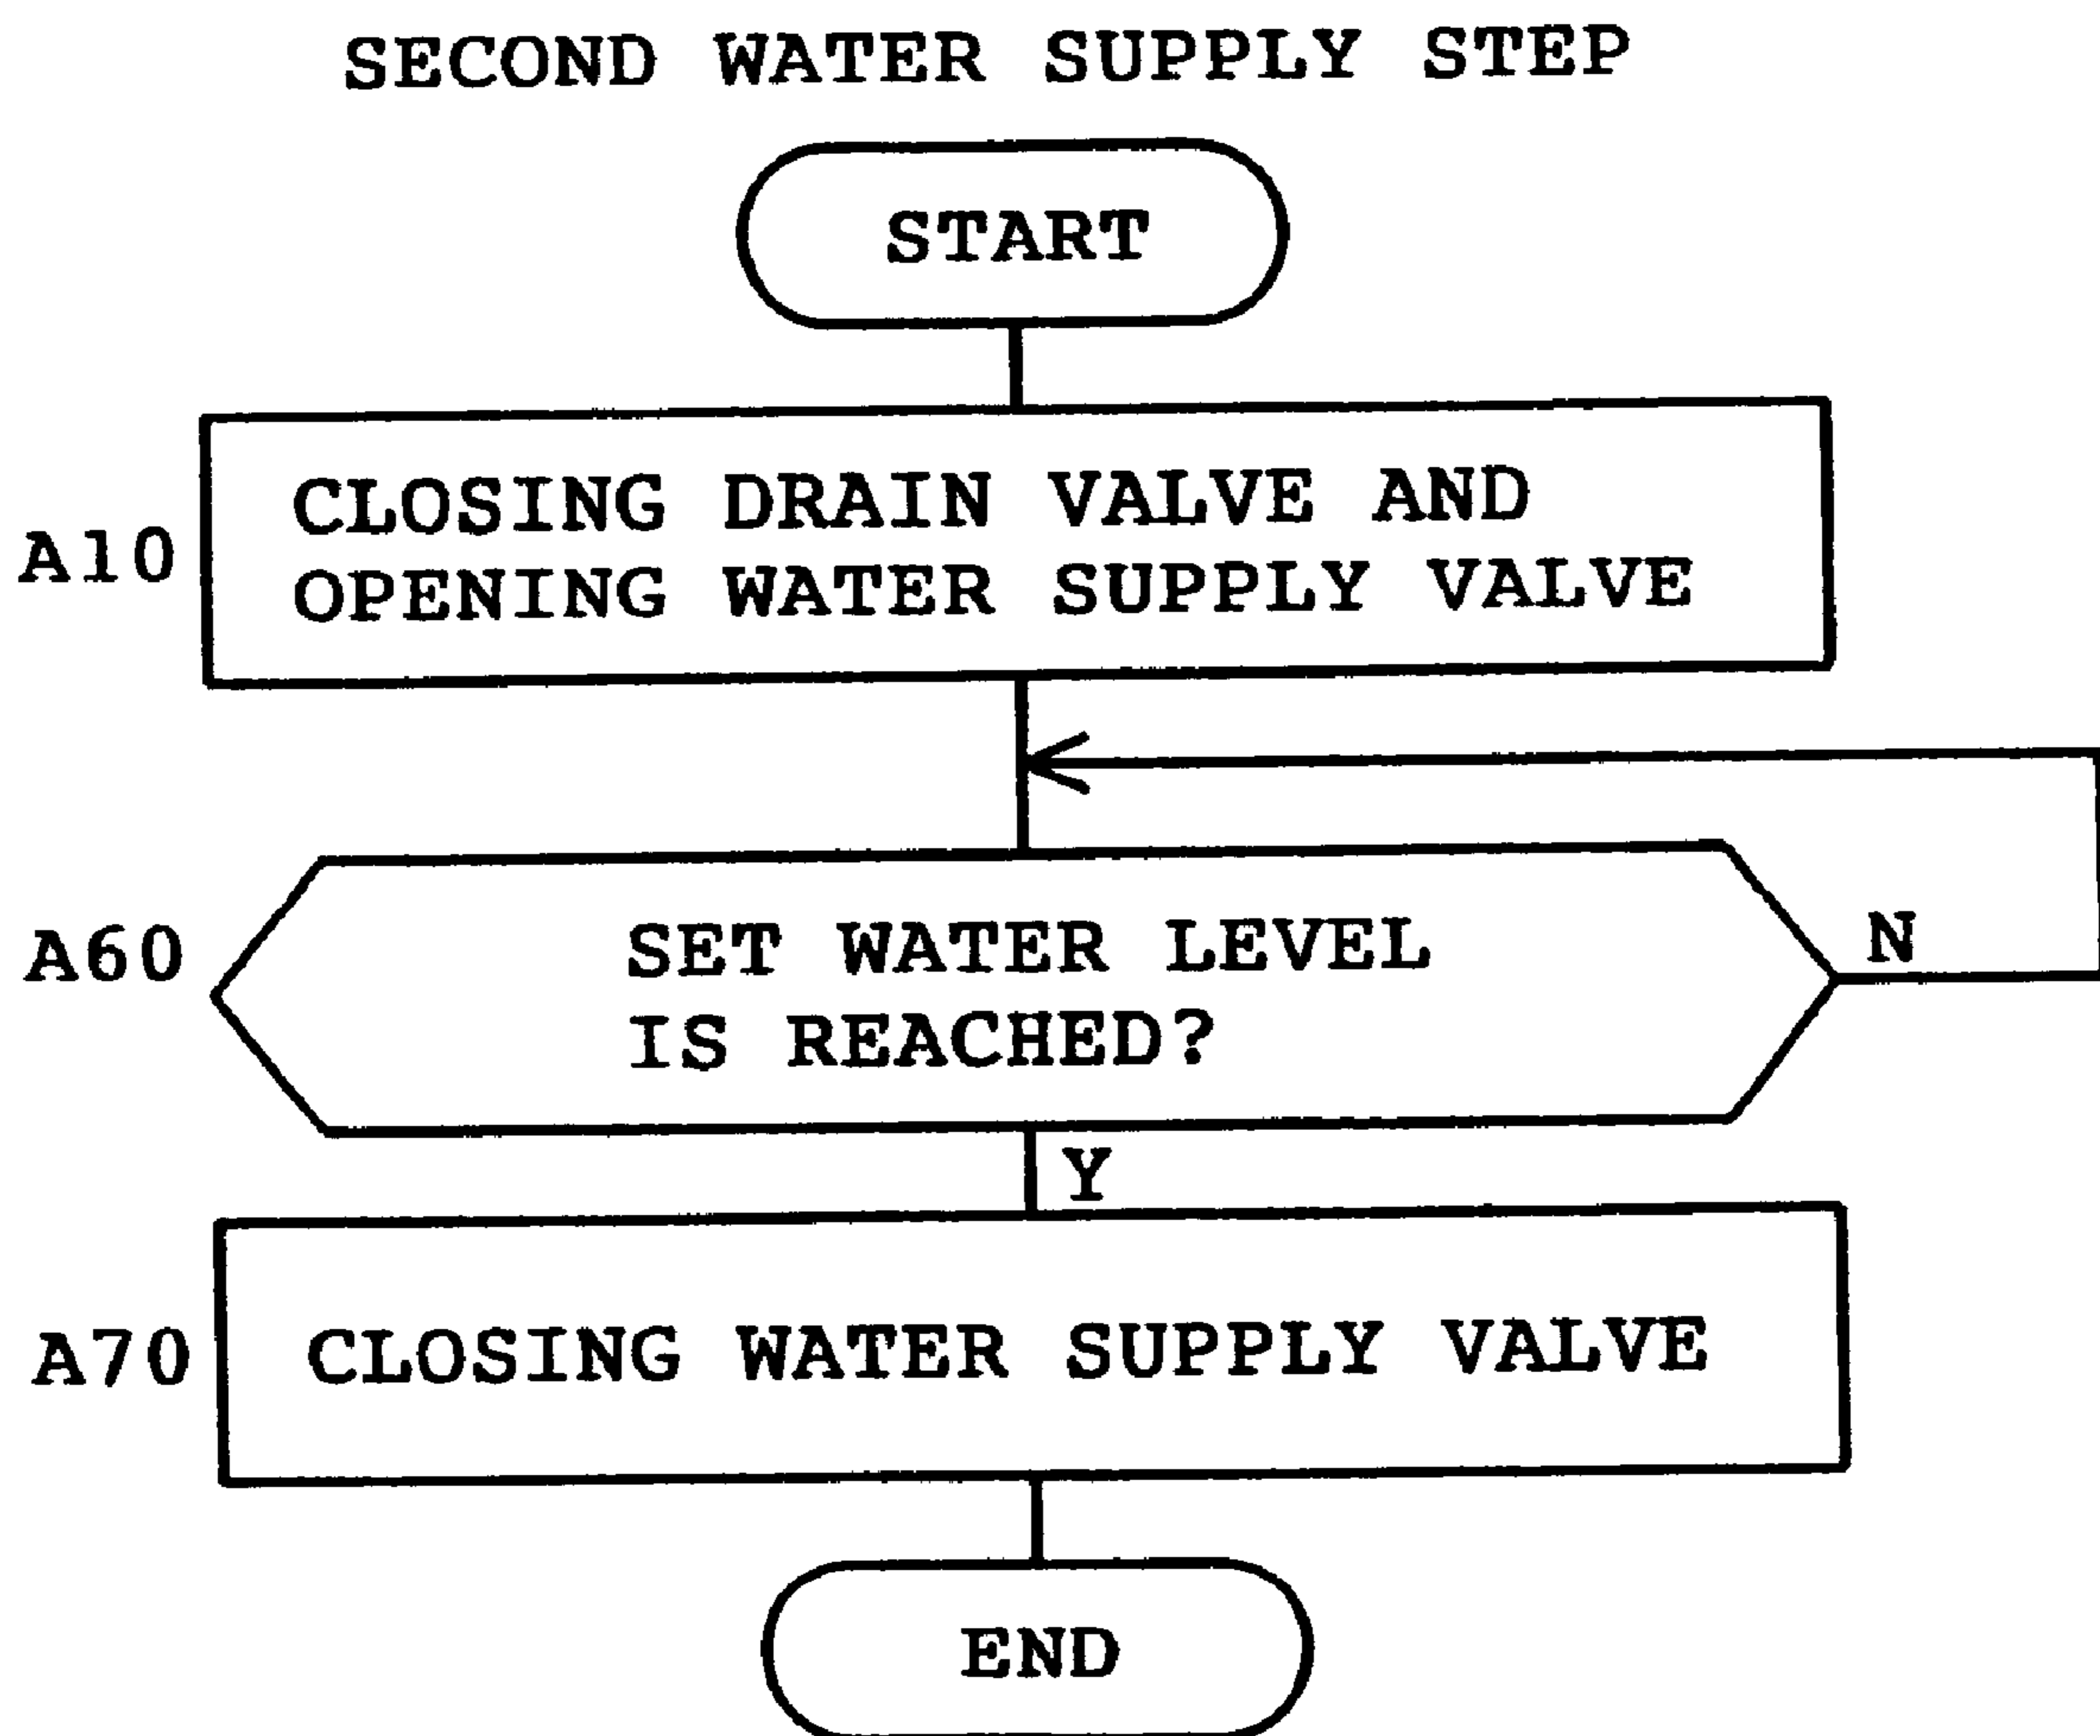 SECOND WATER SUPPLY STEP
START
A10
CLOSING DRAIN VALVE AND
OPENING WATER SUPPLY VALVE
A60
SET WATER LEVEL
IS REACHED?
N
Y
A70
CLOSING WATER SUPPLY VALVE
END